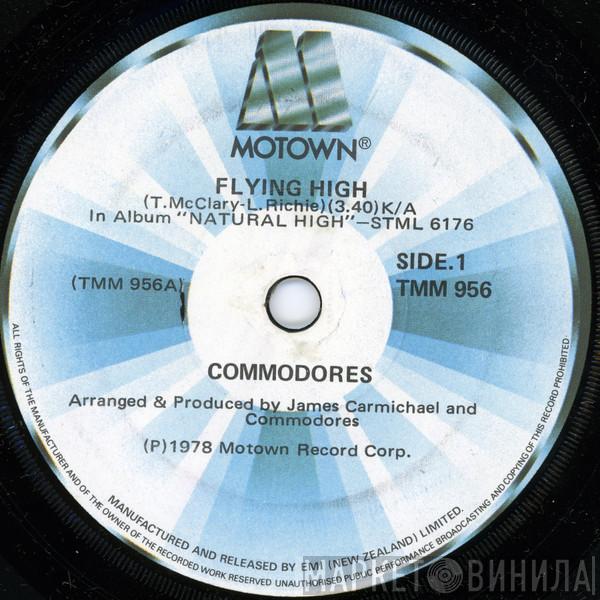 MOTOWN®
FLYING HIGH
(T.McClary-L.Richie)(3.40)K/A
In Album "NATURAL HIGH"-STML 6176
SIDE.1
(TMM 956A)
TMM 956
COMMODORES
Arranged & Produced by James Carmichael and
Commodores
(P)1978 Motown Record Corp.
ALL RIGHTS OF THE MANUFACTURER AND OF THE OWNER OF THE RECORDED WORK RESERVED UNAUTHORISED PUBLIC PERFORMANCE BROADCASTING AND COPYING OF THIS RECORD PROHIBITED.
MANUFACTURED AND RELEASED BY EMI (NEW ZEALAND) LIMITED.
МАРКЕТ ВИНИЛА